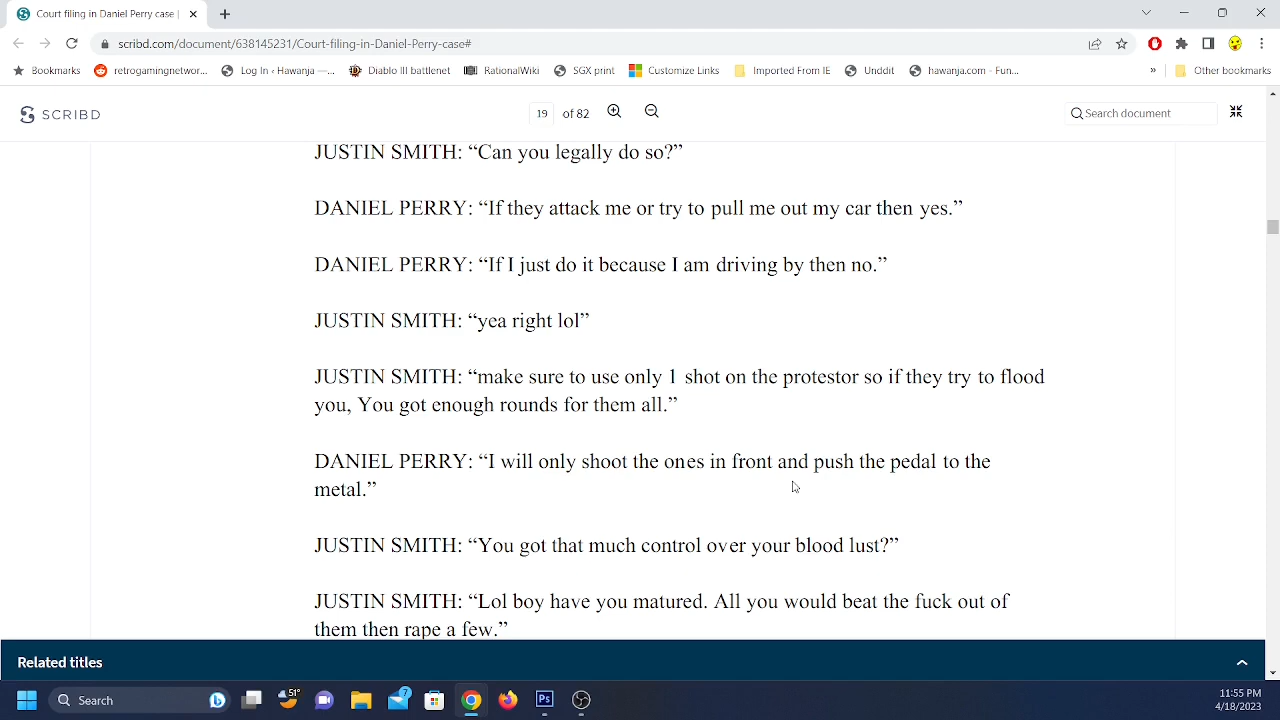 Court filing in Daniel Perry case |
scribd.com/document/638145231/Court-filing-in-Daniel-Perry-case#
Bookmarks retrogamingnetwor... Log In ‹ Hawanja —... Diablo III battlenet RationalWiki SGX print Customize Links Imported From IE Unddit hawanja.com - Fun... » Other bookmarks
SCRIBD 19 of 82 Search document
JUSTIN SMITH: “Can you legally do so?”
DANIEL PERRY: “If they attack me or try to pull me out my car then yes.”
DANIEL PERRY: “If I just do it because I am driving by then no.”
JUSTIN SMITH: “yea right lol”
JUSTIN SMITH: “make sure to use only 1 shot on the protestor so if they try to flood
you, You got enough rounds for them all.”
DANIEL PERRY: “I will only shoot the ones in front and push the pedal to the
metal.”
JUSTIN SMITH: “You got that much control over your blood lust?”
JUSTIN SMITH: “Lol boy have you matured. All you would beat the fuck out of
them then rape a few.”
Related titles
Search 51° 7 Ps 11:55 PM
4/18/2023